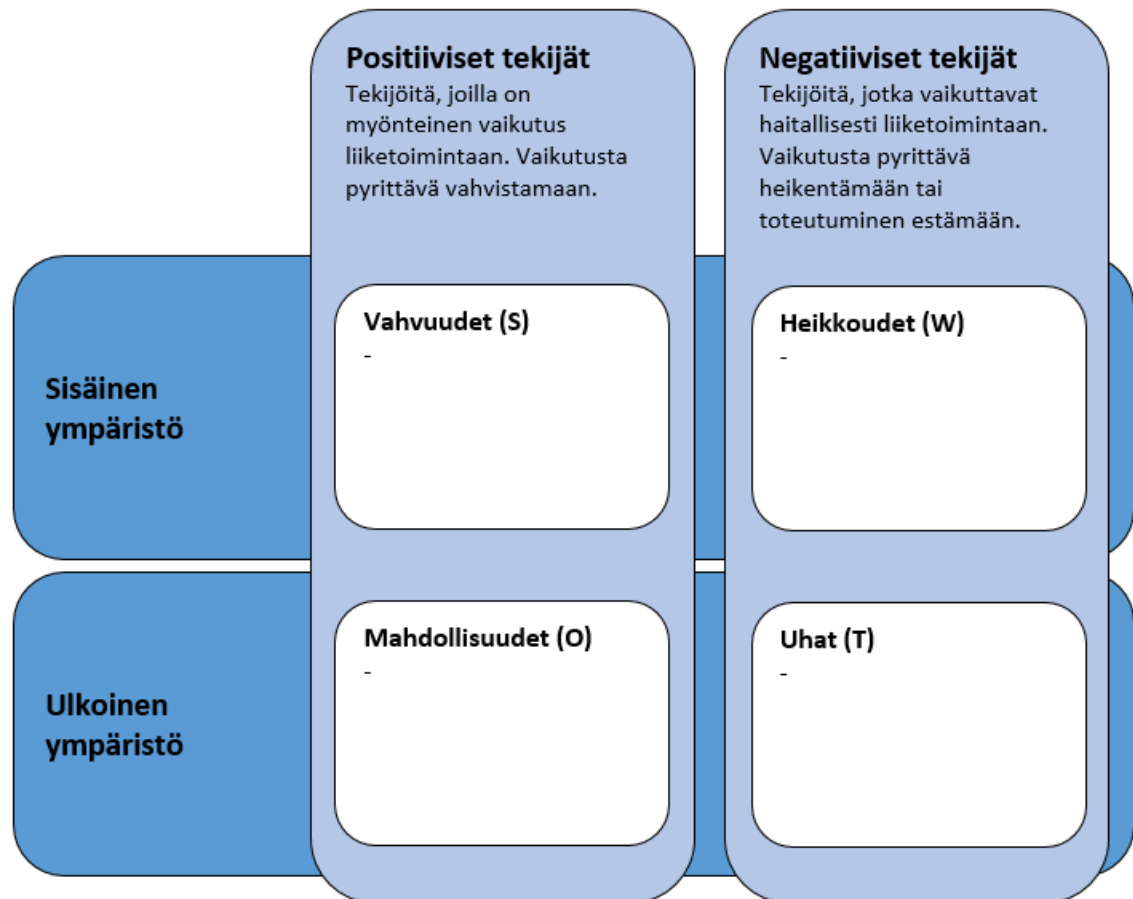 Positiiviset tekijät
Tekijöitä, joilla on
myönteinen vaikutus
liiketoimintaan. Vaikutusta
pyrittävä vahvistamaan.
Negatiiviset tekijät
Tekijöitä, jotka vaikuttavat
haitallisesti liiketoimintaan.
Vaikutusta pyrittävä
heikentämään tai
toteutuminen estämään.
Sisäinen
ympäristö
Vahvuudet (S)
-
Heikkoudet (W)
-
Ulkoinen
ympäristö
Mahdollisuudet (O)
-
Uhat (T)
-